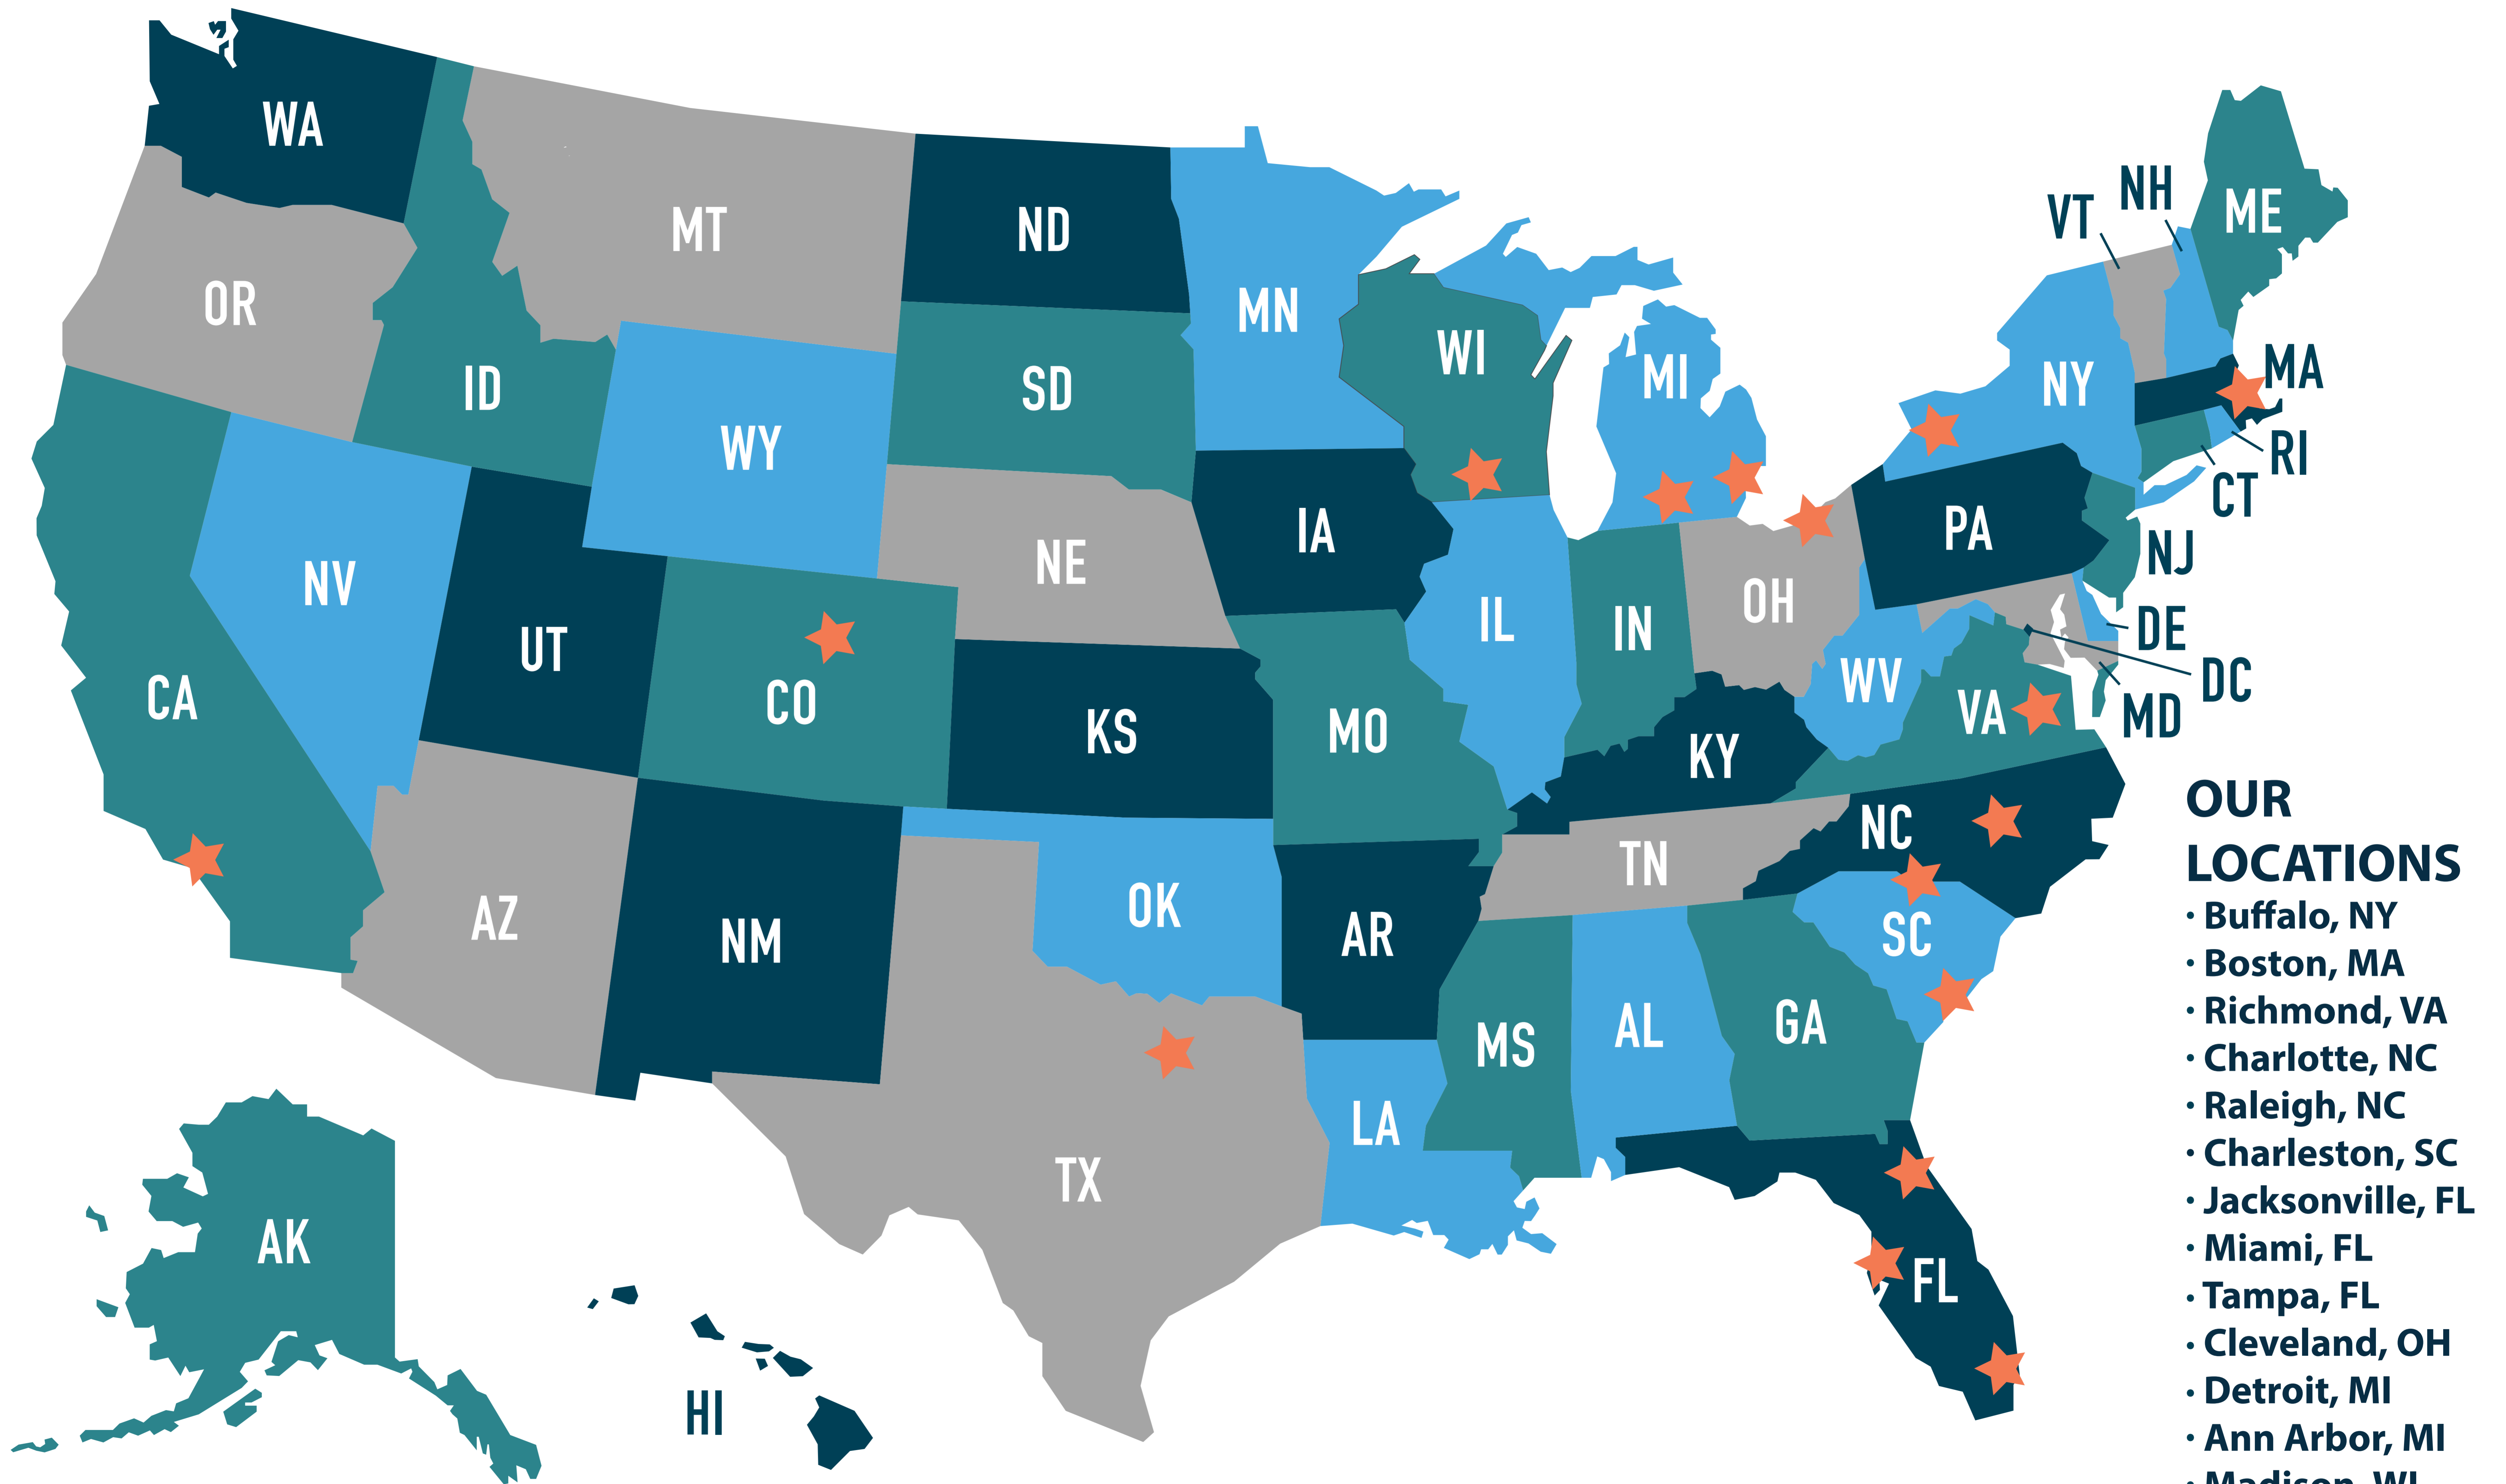 WA
MT
ND
MN
OR
ID
SD
WI
MI
WY
NV
NE
IA
UT
CO
CA
KS
MO
IL
IN
OH
PA
NY
VT
NH
ME
MA
RI
CT
NJ
DE
DC
MD
WV
VA
KY
NC
TN
SC
AZ
NM
OK
AR
MS
AL
GA
LA
TX
FL
AK
HI
OUR
LOCATIONS
• Buffalo, NY
• Boston, MA
• Richmond, VA
• Charlotte, NC
• Raleigh, NC
• Charleston, SC
• Jacksonville, FL
• Miami, FL
• Tampa, FL
• Cleveland, OH
• Detroit, MI
• Ann Arbor, MI
• Madison, WI